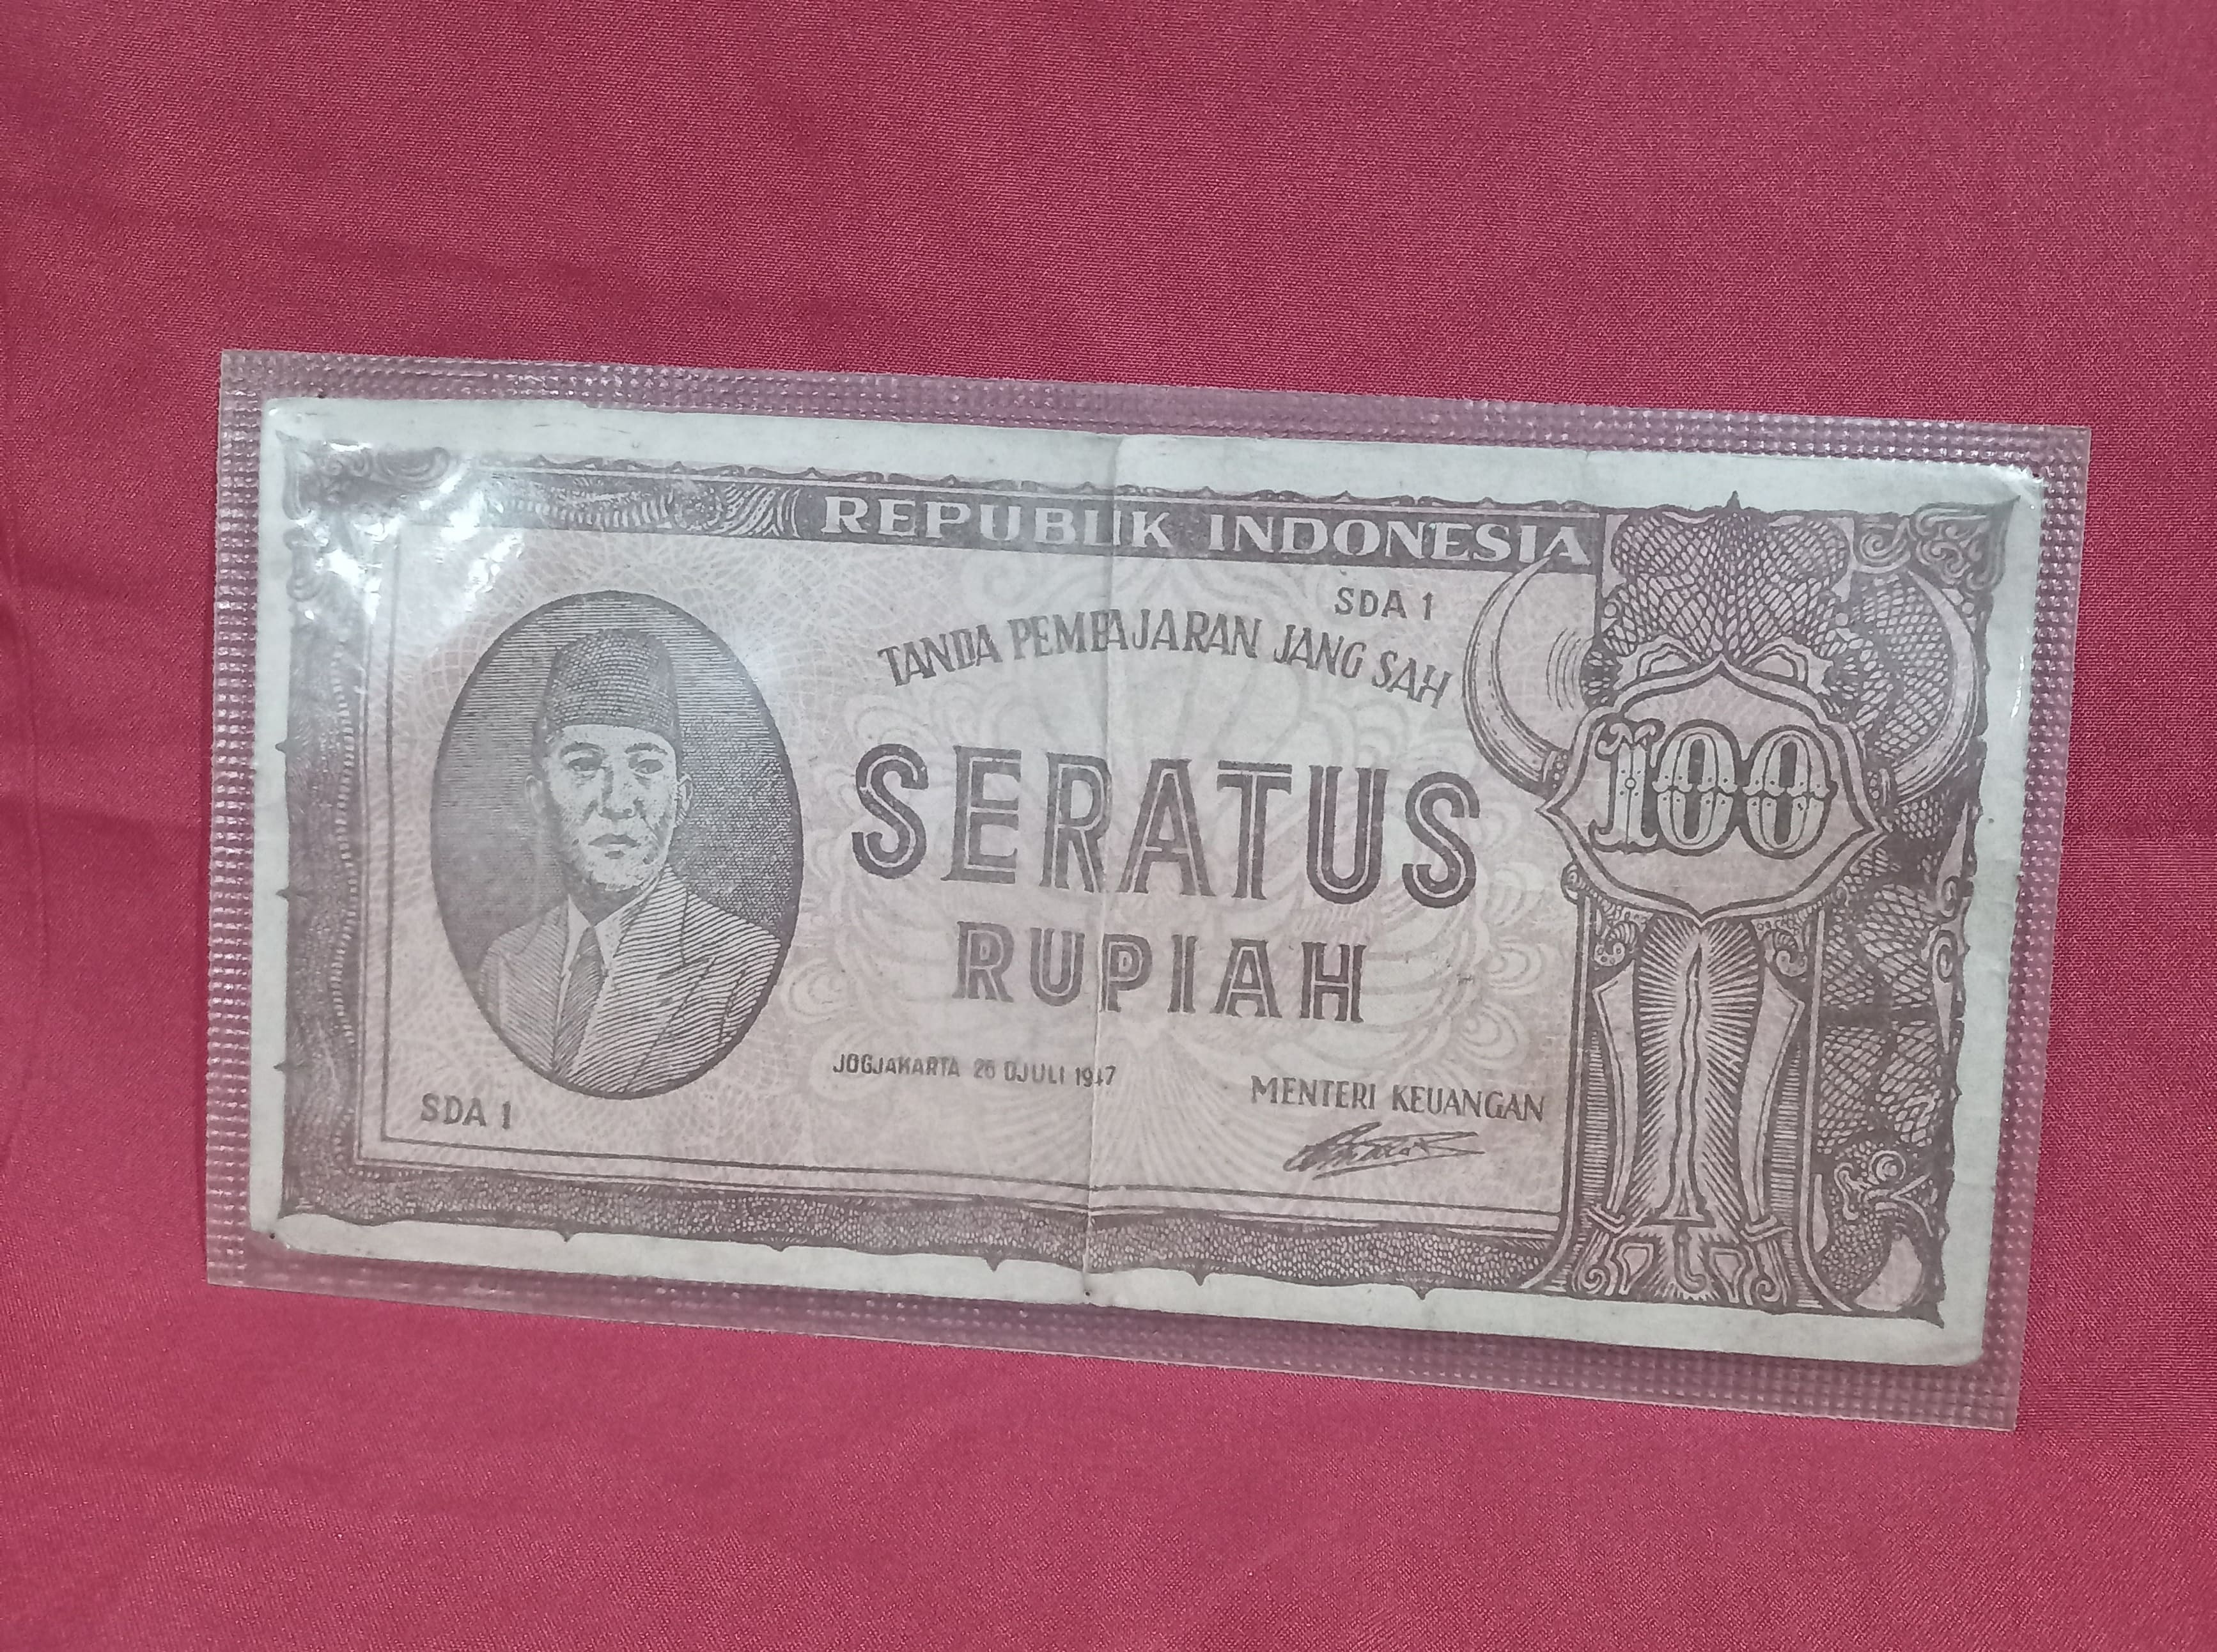 REPUBLIK INDONESIA
SDA 1
TANDA PEMBAJARAN JANG SAH
100
SERATUS
RUPIAH
JOGJAKARTA 26 DJULI 1947
MENTERI KEUANGAN
SDA 1